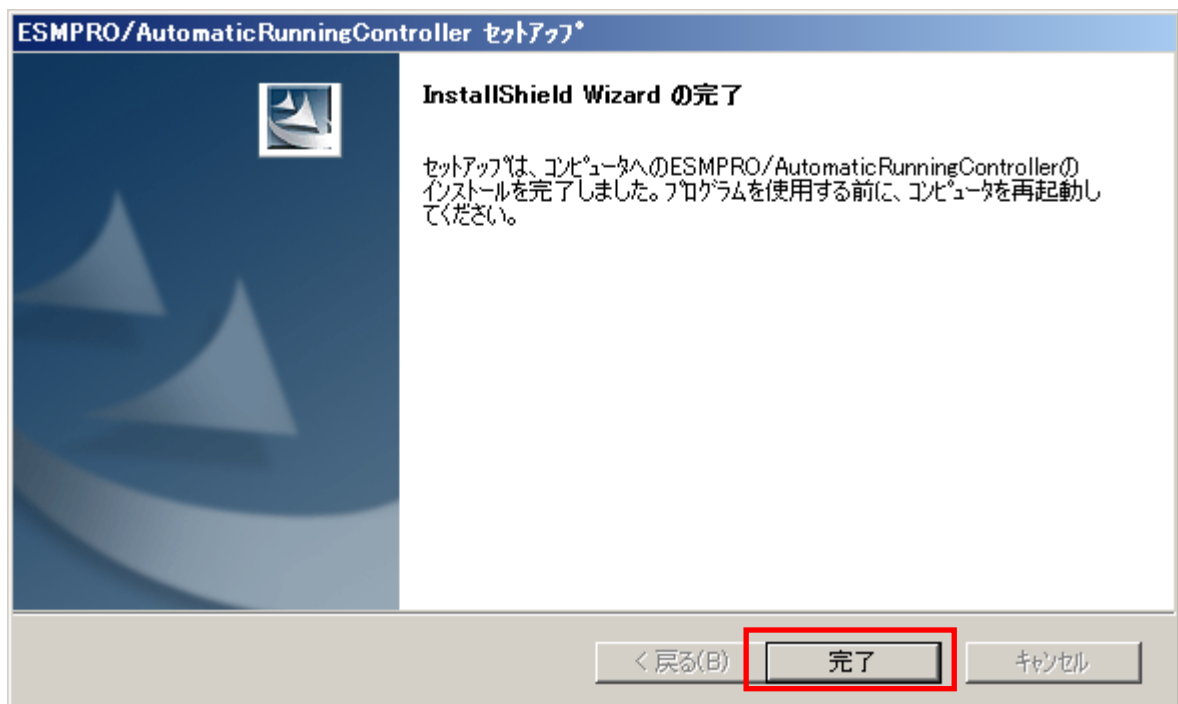 ESMPRO/AutomaticRunningController ｾｯﾄｱｯﾌﾟ
InstallShield Wizard の完了
ｾｯﾄｱｯﾌﾟは、ｺﾝﾋﾟｭｰﾀへのESMPRO/AutomaticRunningControllerの
ｲﾝｽﾄｰﾙを完了しました。ﾌﾟﾛｸﾞﾗﾑを使用する前に、ｺﾝﾋﾟｭｰﾀを再起動し
てください。
< 戻る(B)
完了
ｷｬﾝｾﾙ